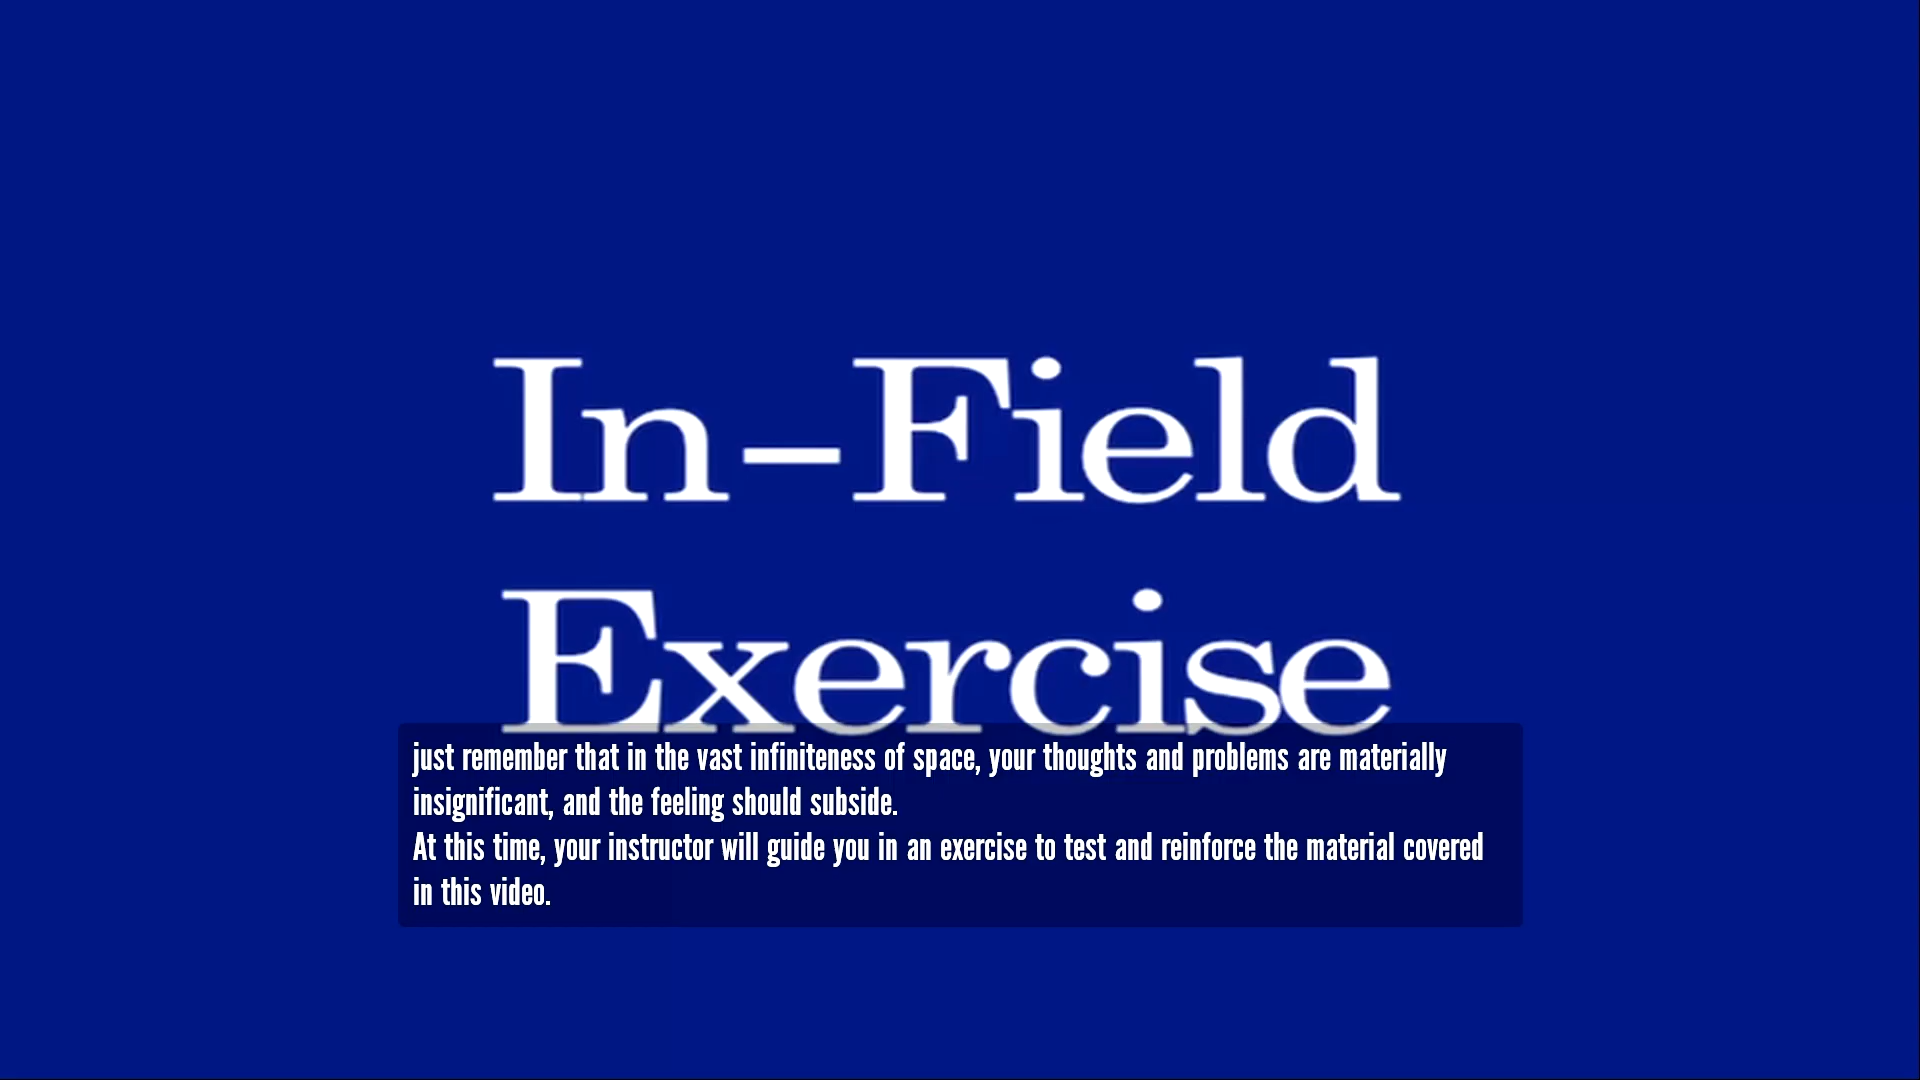 In-Field
Exercise
just remember that in the vast infiniteness of space, your thoughts and problems are materially
insignificant, and the feeling should subside.
At this time, your instructor will guide you in an exercise to test and reinforce the material covered
in this video.